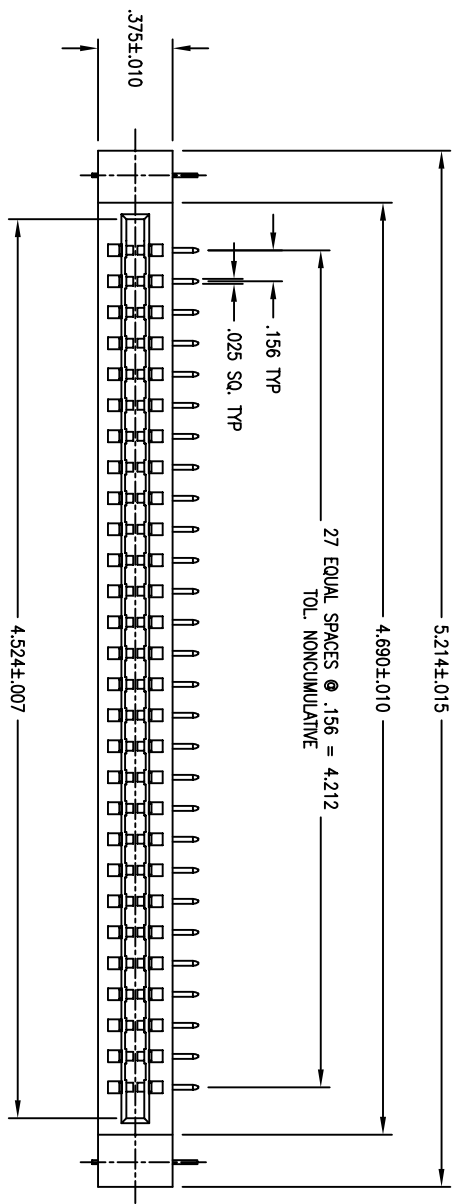 5.214±.015
4.690±.010
27 EQUAL SPACES @ .156 = 4.212
TOL. NONCUMULATIVE
.156 TYP
.025 SQ. TYP
.375±.010
4.524±.007